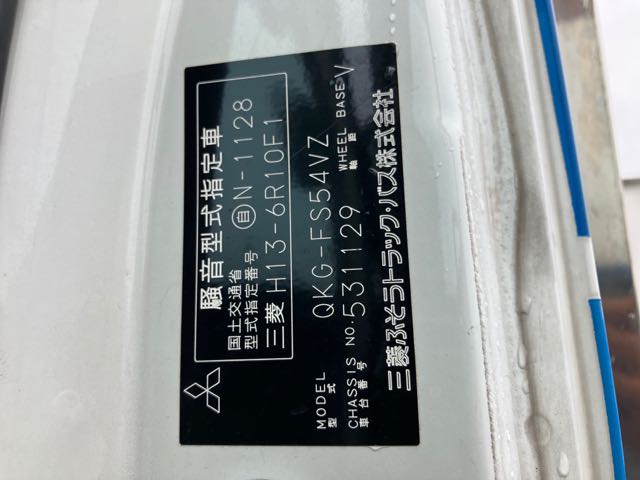 騒音型式指定車
国土交通省
型式指定番号 自N-1128
三菱 H13-6R10F1
MODEL
型式 QKG-FS54VZ
CHASSIS NO. 531129 WHEEL BASE V
車台番号 軸距
三菱ふそうトラック・バス株式会社